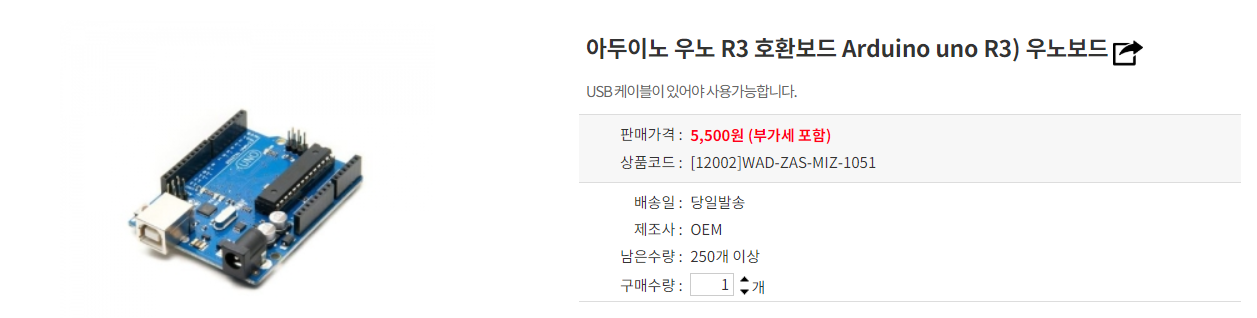 아두이노 우노 R3 호환보드 Arduino uno R3) 우노보드
USB 케이블이 있어야 사용가능합니다.
판매가격 : 5,500원 (부가세 포함)
상품코드 : [12002]WAD-ZAS-MIZ-1051
배송일 : 당일발송
제조사 : OEM
남은수량 : 250개 이상
구매수량 : 1 개
UNO